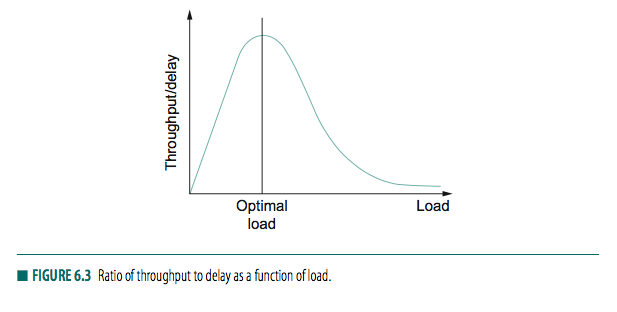 Throughput/delay
Optimal
load
Load
FIGURE 6.3 Ratio of throughput to delay as a function of load.